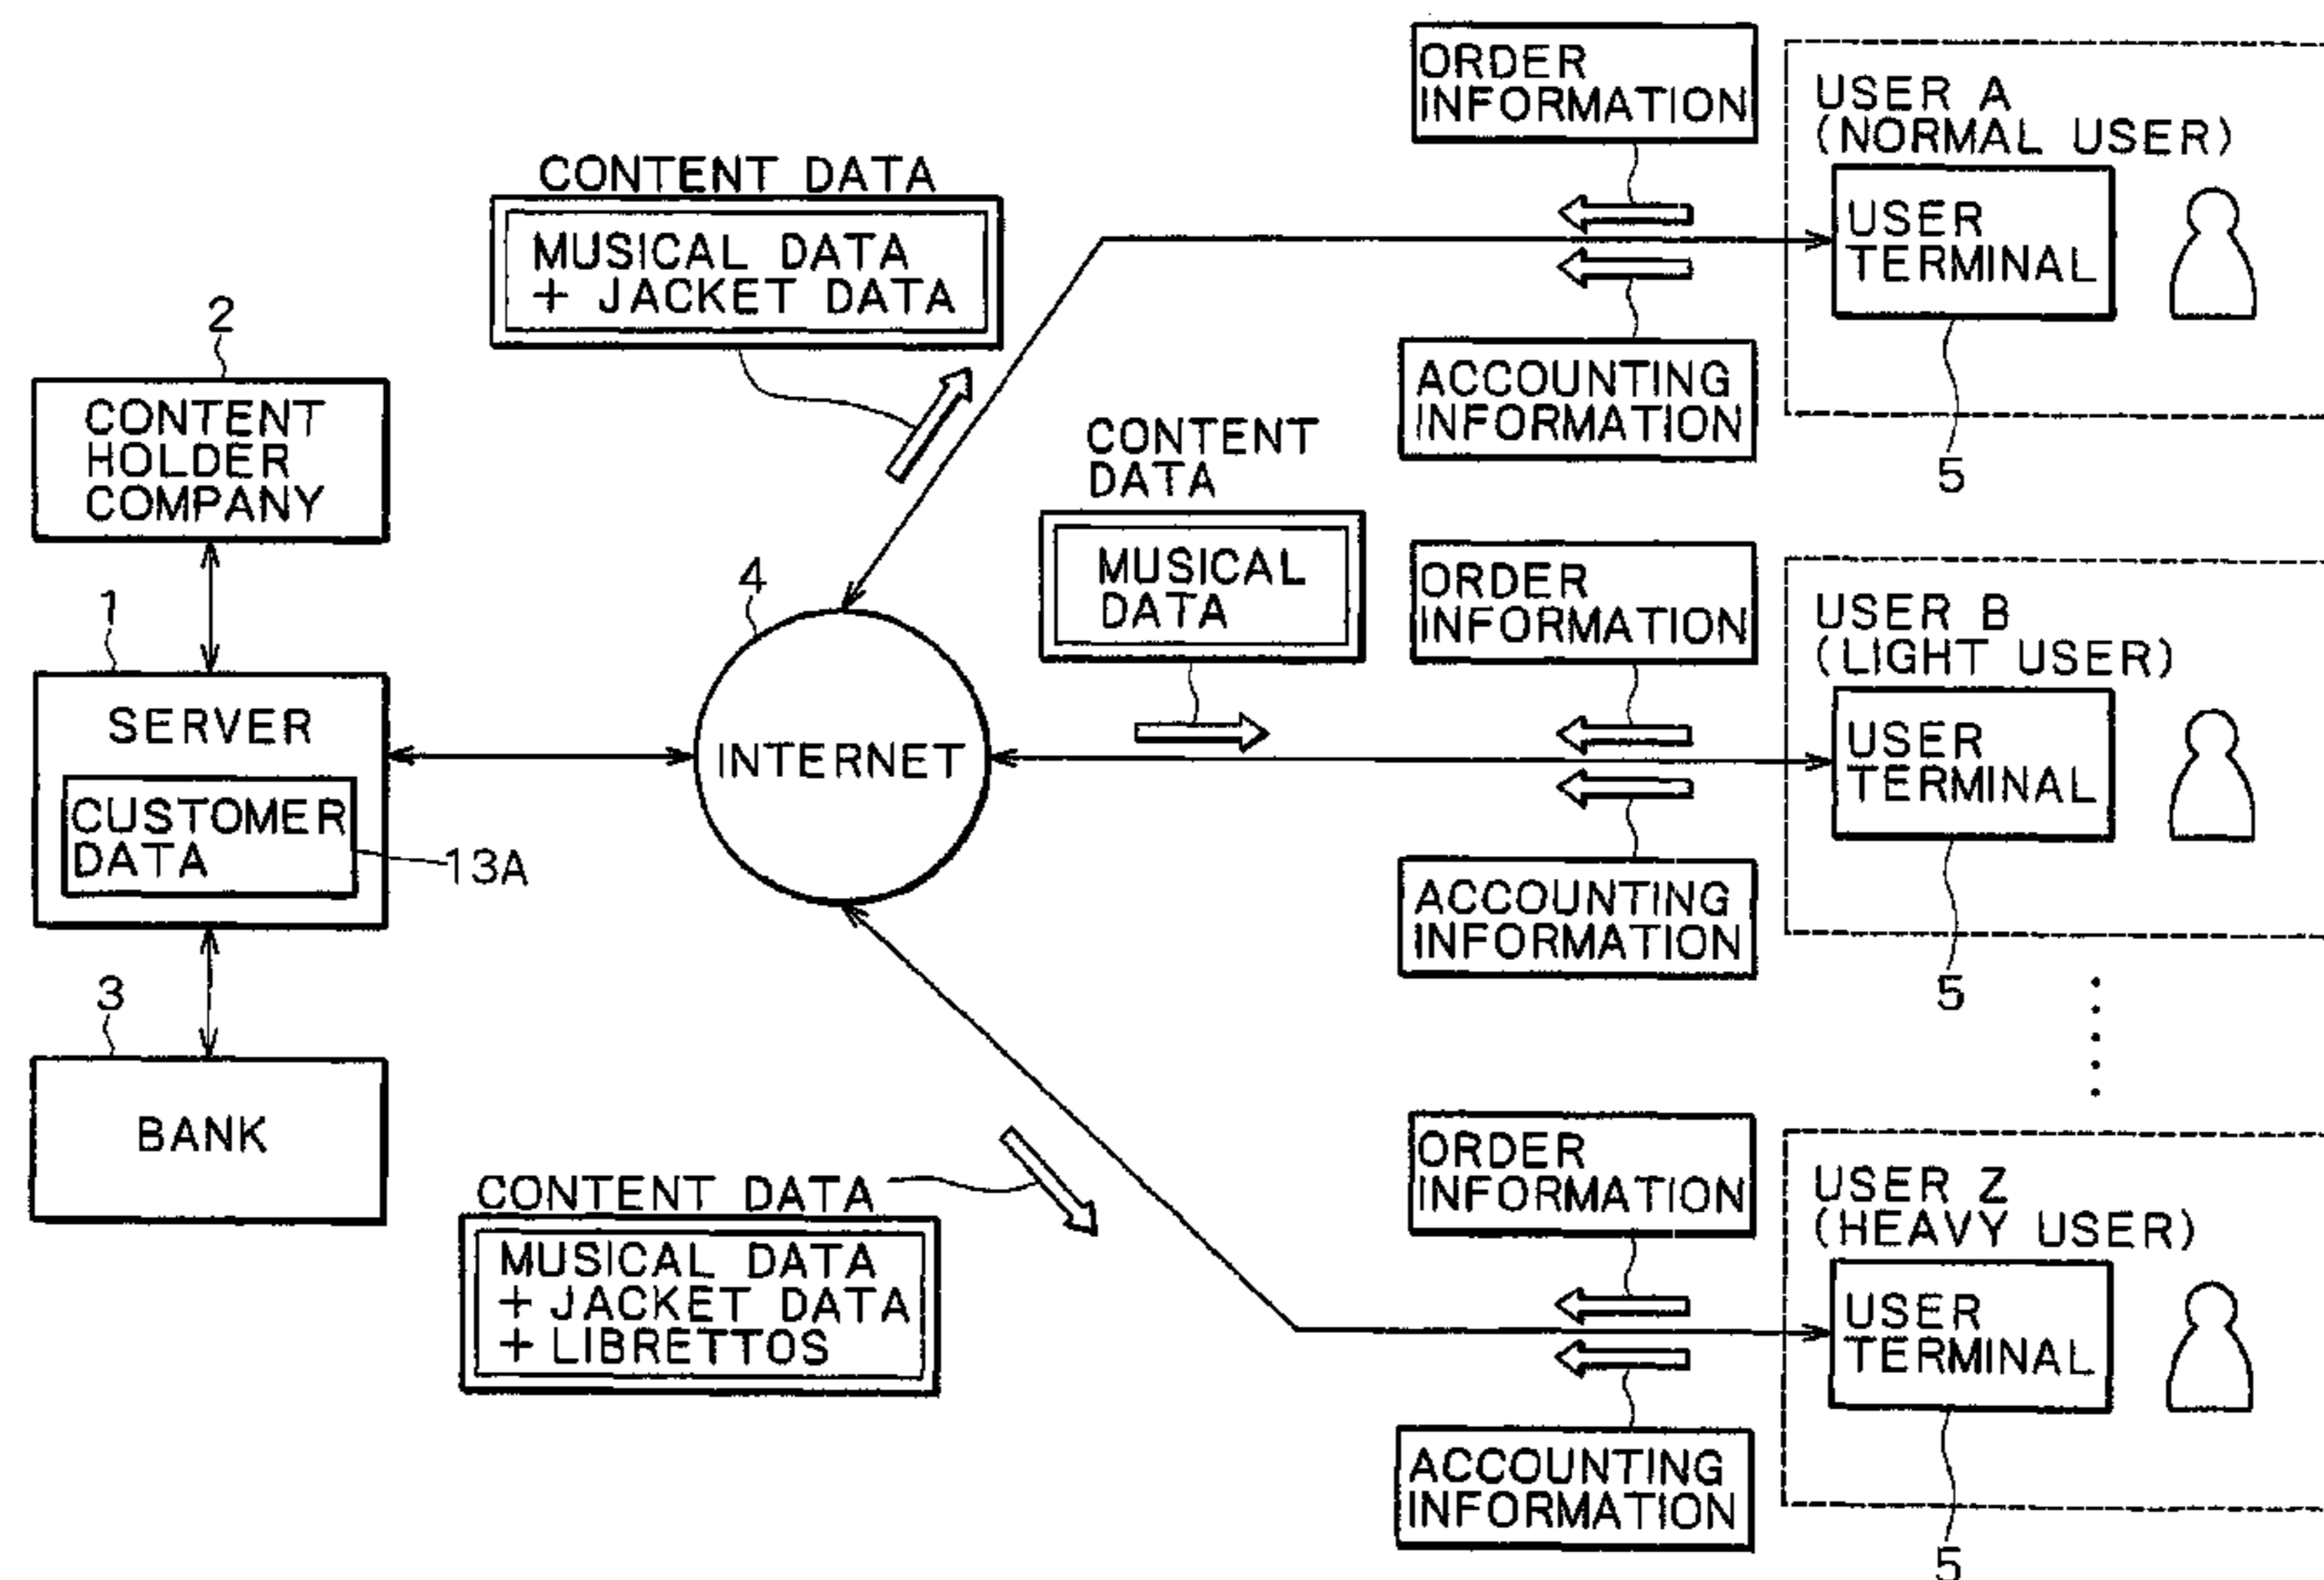 ORDER
INFORMATION
USER A
(NORMAL USER)
USER
TERMINAL
5
ACCOUNTING
INFORMATION
CONTENT DATA
MUSICAL DATA
+ JACKET DATA
2
CONTENT
HOLDER
COMPANY
1
SERVER
CUSTOMER
DATA
13A
3
BANK
4
INTERNET
CONTENT
DATA
MUSICAL
DATA
ORDER
INFORMATION
USER B
(LIGHT USER)
USER
TERMINAL
5
ACCOUNTING
INFORMATION
CONTENT DATA
MUSICAL DATA
+ JACKET DATA
+ LIBRETTOS
ORDER
INFORMATION
USER Z
(HEAVY USER)
USER
TERMINAL
5
ACCOUNTING
INFORMATION